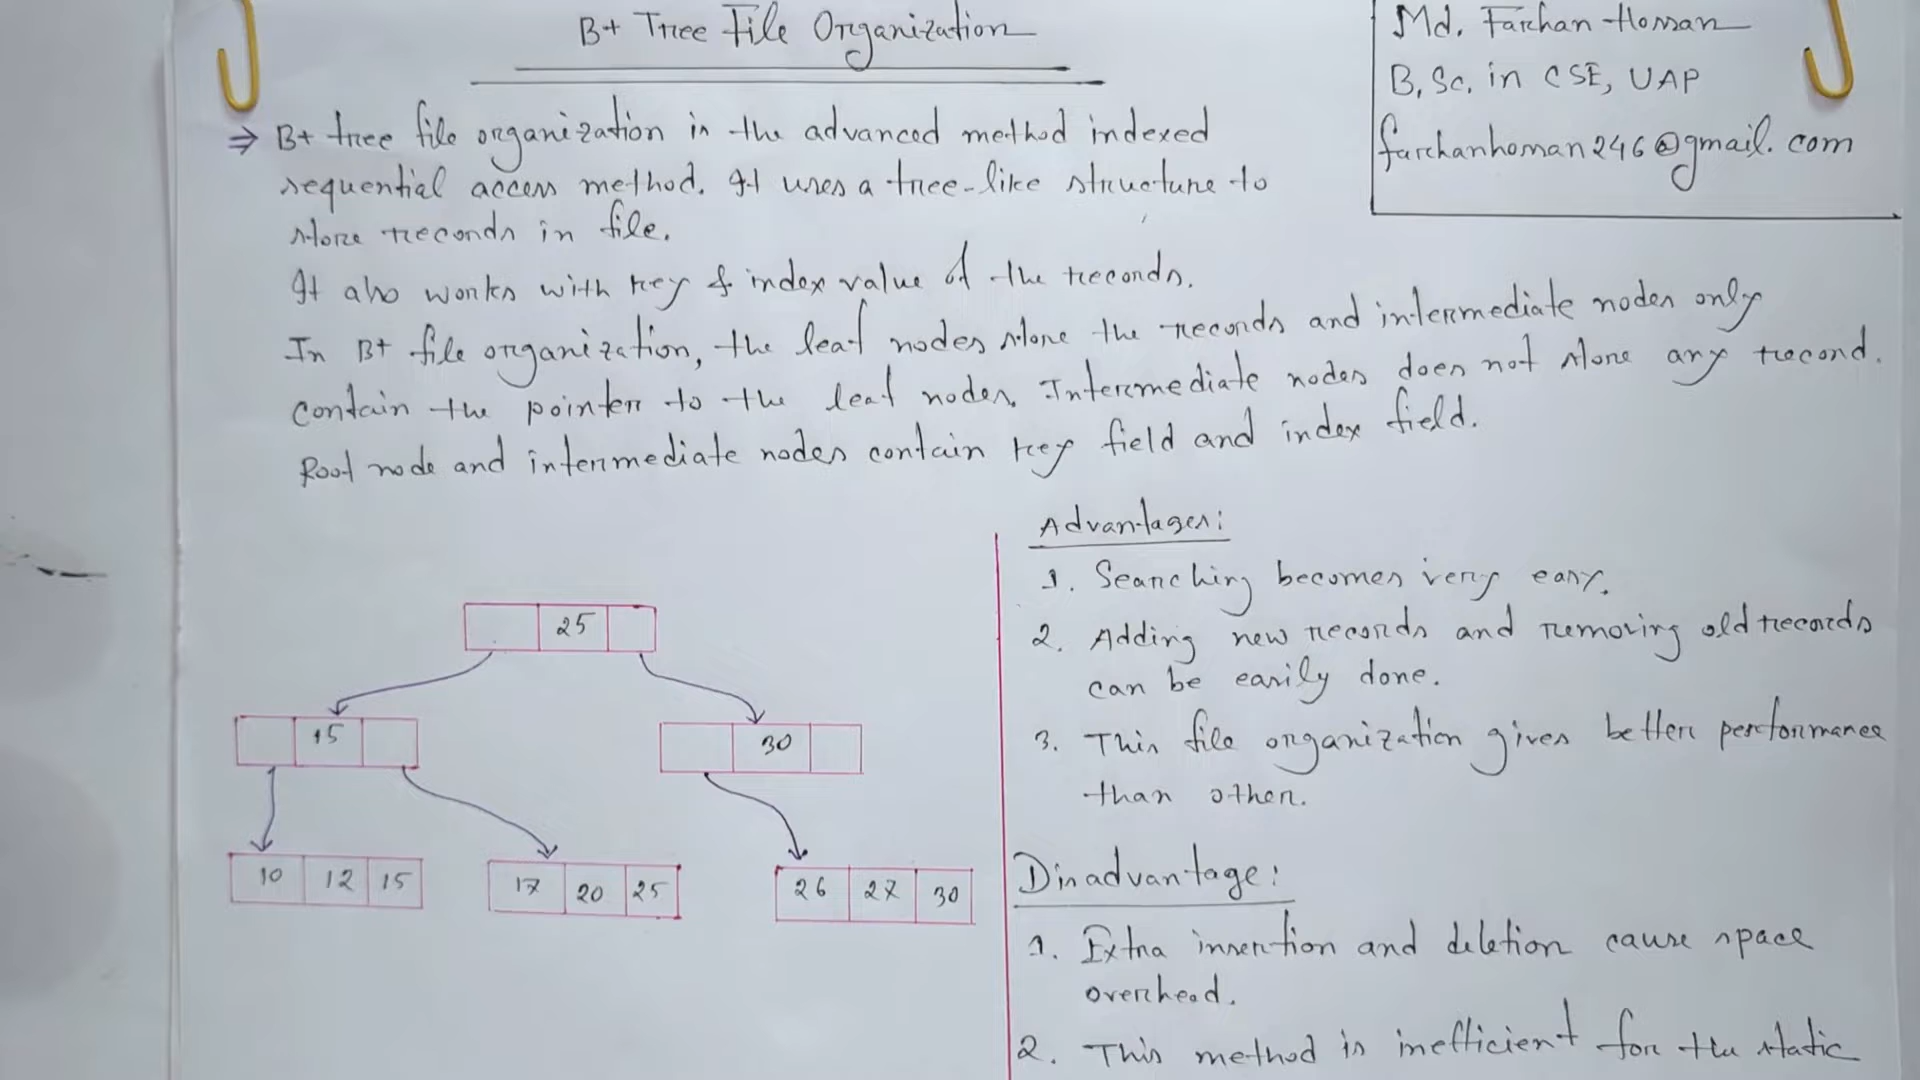 B+ Tree File Organization
Md. Farhan Hossan
B.Sc. in CSE, UAP
farhanhossan246@gmail.com
⇒ B+ tree file organization is the advanced method indexed
sequential access method. It uses a tree-like structure to
store records in file.
It also works with key & index value of the records.
In B+ file organization, the leaf nodes store the records and intermediate nodes only
contain the pointer to the leaf nodes. Intermediate nodes does not store any record.
Root node and intermediate nodes contain key field and index field.
25
15
30
10 12 15
17 20 25
26 27 30
Advantages:
1. Searching becomes very easy.
2. Adding new records and removing old records
can be easily done.
3. This file organization gives better performance
than other.
Disadvantage:
1. Extra insertion and deletion cause space
overhead.
2. This method is inefficient for the static